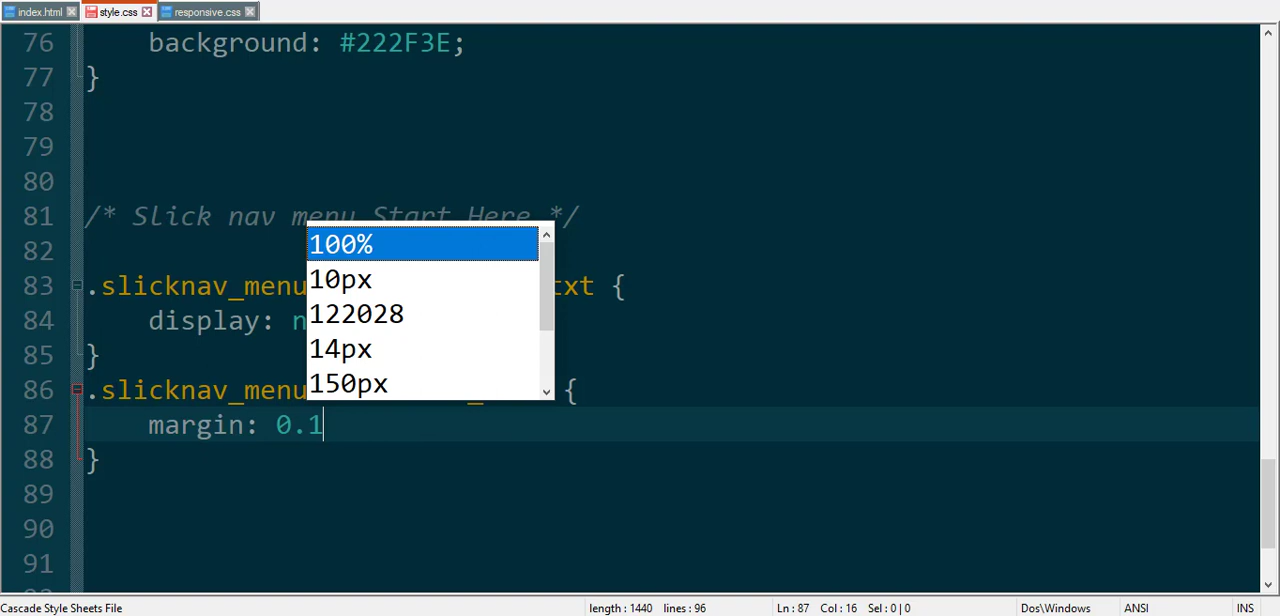 index.html style.css responsive.css
76 background: #222F3E;
77 }
78
79
80
81 /* Slick nav menu Start Here */
82
83 .slicknav_menu xt {
84 display: n
85 }
86 .slicknav_menu _ {
87 margin: 0.1
88 }
89
90
91
100%
10px
122028
14px
150px
Cascade Style Sheets File length : 1440 lines : 96 Ln : 87 Col : 16 Sel : 0 | 0 Dos\Windows ANSI INS